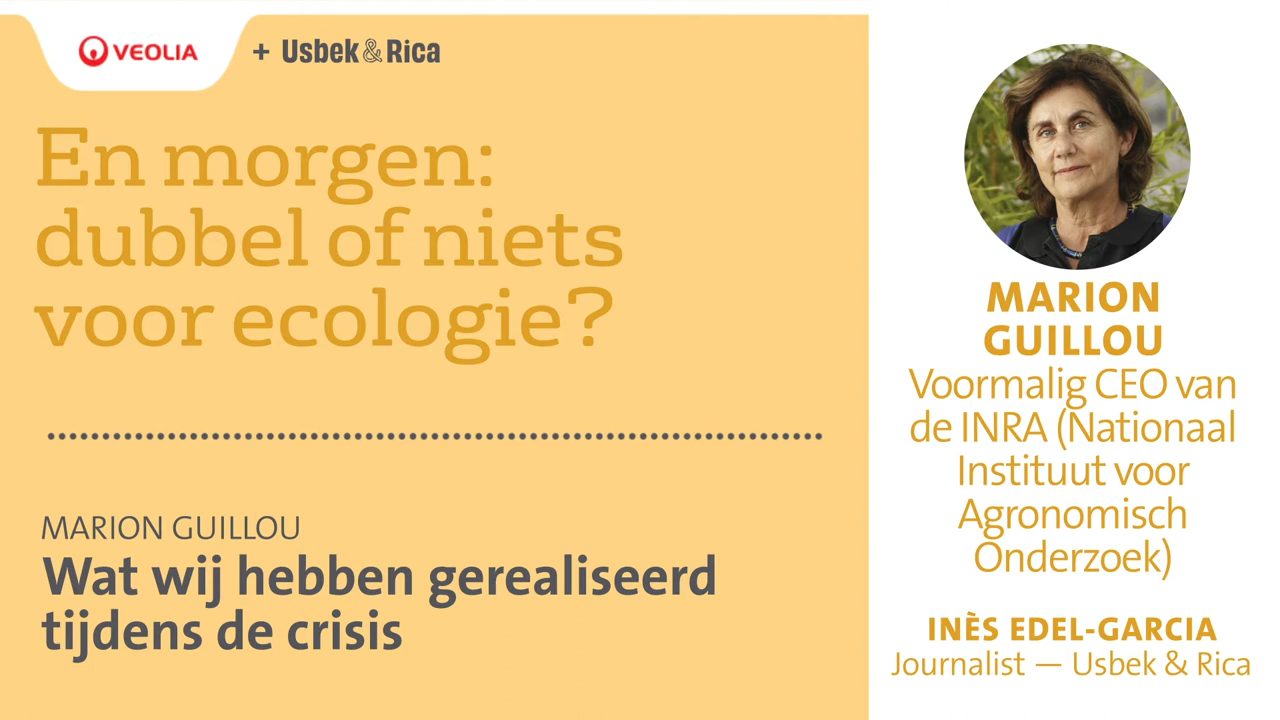 VEOLIA + Usbek & Rica
En morgen:
dubbel of niets
voor ecologie?
MARION GUILLOU
Wat wij hebben gerealiseerd
tijdens de crisis
MARION
GUILLOU
Voormalig CEO van
de INRA (Nationaal
Instituut voor
Agronomisch
Onderzoek)
INÈS EDEL-GARCIA
Journalist — Usbek & Rica